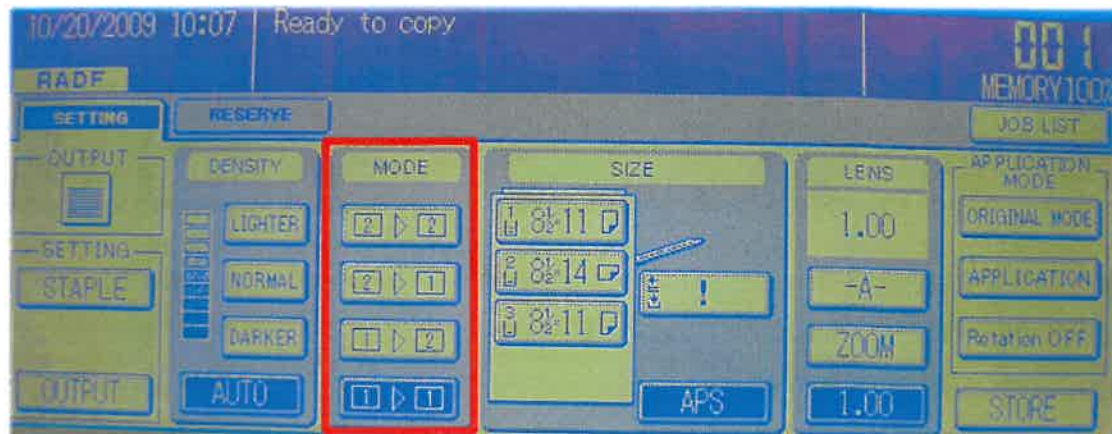 10/20/2009 10:07 Ready to copy
001
MEMORY100%
RADF
SETTING
RESERVE
JOB LIST
OUTPUT
SETTING
STAPLE
OUTPUT
DENSITY
LIGHTER
NORMAL
DARKER
AUTO
MODE
2 ▷ 2
2 ▷ 1
1 ▷ 2
1 ▷ 1
SIZE
1 8½×11
2 8½×14
3 8½×11
!
APS
LENS
1.00
-A-
ZOOM
1.00
APPLICATION
MODE
ORIGINAL MODE
APPLICATION
Rotation OFF
STORE